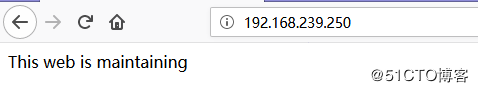 192.168.239.250
This web is maintaining
@51CTO博客